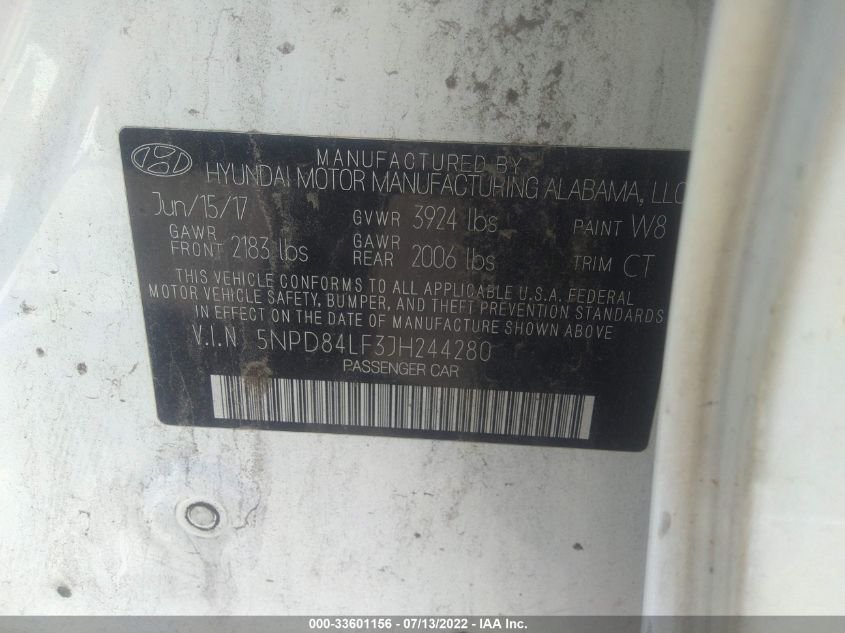 MANUFACTURED BY
HYUNDAI MOTOR MANUFACTURING ALABAMA, LLC
Jun/15/17 GVWR 3924 lbs PAINT W8
GAWR FRONT 2183 lbs GAWR REAR 2006 lbs TRIM CT
THIS VEHICLE CONFORMS TO ALL APPLICABLE U.S.A. FEDERAL
MOTOR VEHICLE SAFETY, BUMPER, AND THEFT PREVENTION STANDARDS
IN EFFECT ON THE DATE OF MANUFACTURE SHOWN ABOVE
V.I.N 5NPD84LF3JH244280
PASSENGER CAR
000-33601156 - 07/13/2022 - IAA Inc.